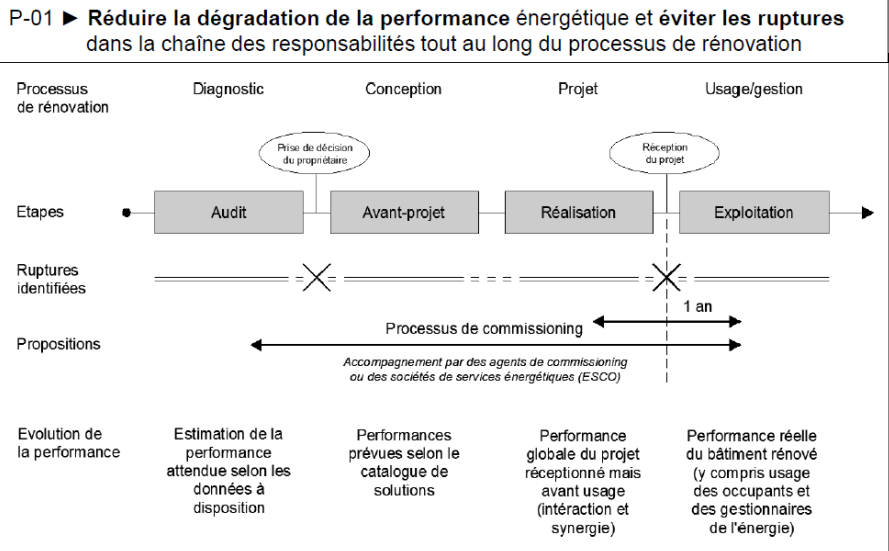 P-01 ► Réduire la dégradation de la performance énergétique et éviter les ruptures
dans la chaîne des responsabilités tout au long du processus de rénovation
Processus
de rénovation
Diagnostic
Conception
Projet
Usage/gestion
Prise de décision
du propriétaire
Réception
du projet
Etapes
Audit
Avant-projet
Réalisation
Exploitation
Ruptures
identifiées
1 an
Processus de commissioning
Propositions
Accompagnement par des agents de commissioning
ou des sociétés de services énergétiques (ESCO)
Evolution de
la performance
Estimation de la
performance
attendue selon les
données à
disposition
Performances
prévues selon le
catalogue de
solutions
Performance
globale du projet
réceptionné mais
avant usage
(intéraction et
synergie)
Performance réelle
du bâtiment rénové
(y compris usage
des occupants et
des gestionnaires
de l'énergie)